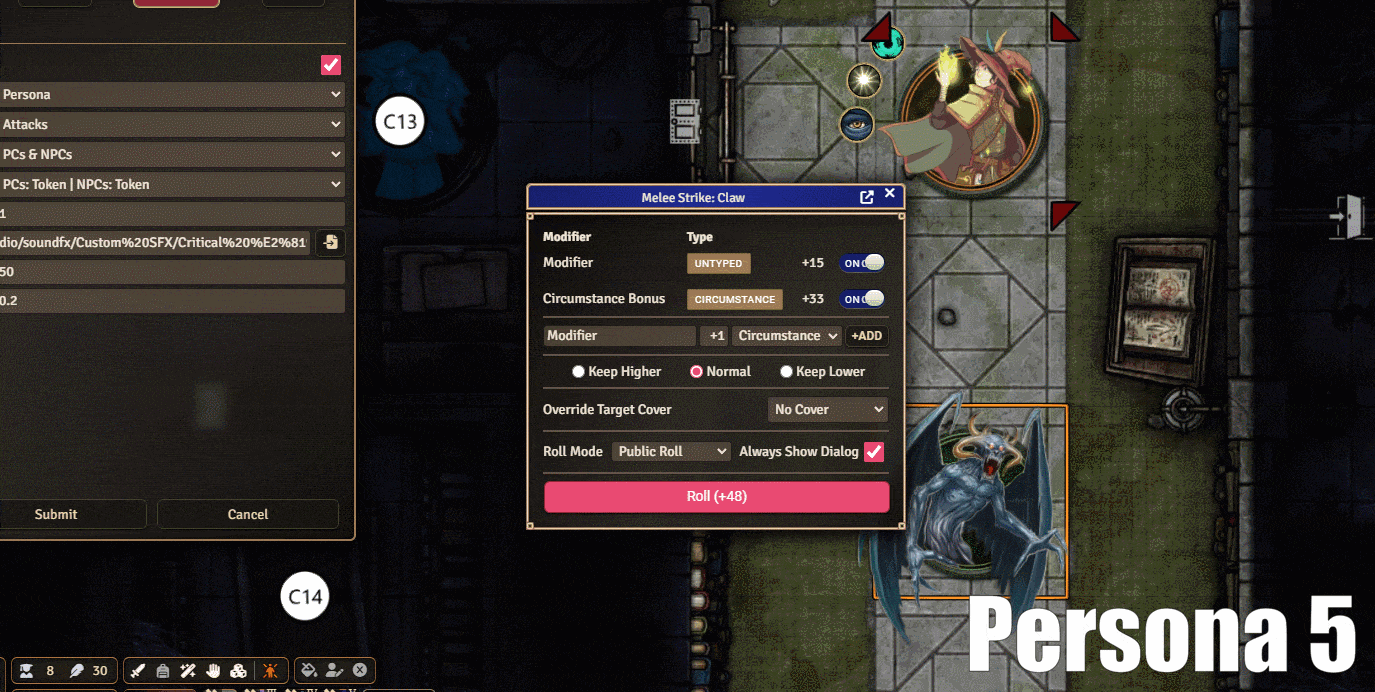 Persona
Attacks
PCs & NPCs
PCs: Token | NPCs: Token
1
dio/soundfx/Custom%20SFX/Critical%20%E2%81
50
0.2
Submit
Cancel
C13
C14
Melee Strike: Claw
Modifier Type
Modifier UNTYPED +15 ON
Circumstance Bonus CIRCUMSTANCE +33 ON
Modifier +1 Circumstance +ADD
Keep Higher Normal Keep Lower
Override Target Cover No Cover
Roll Mode Public Roll Always Show Dialog
Roll (+48)
8 30
Persona 5